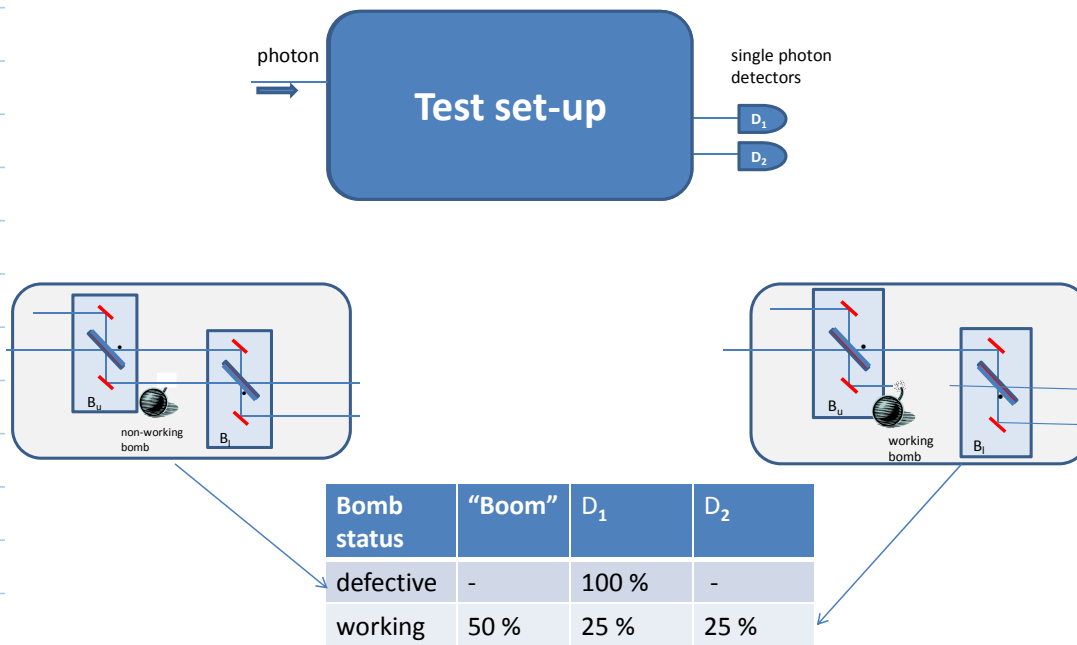 photon
Test set-up
single photon
detectors
D₁
D₂
Bᵤ
non-working
bomb
Bₗ
Bᵤ
working
bomb
Bₗ
Bomb status "Boom" D₁ D₂
defective - 100 % -
working 50 % 25 % 25 %